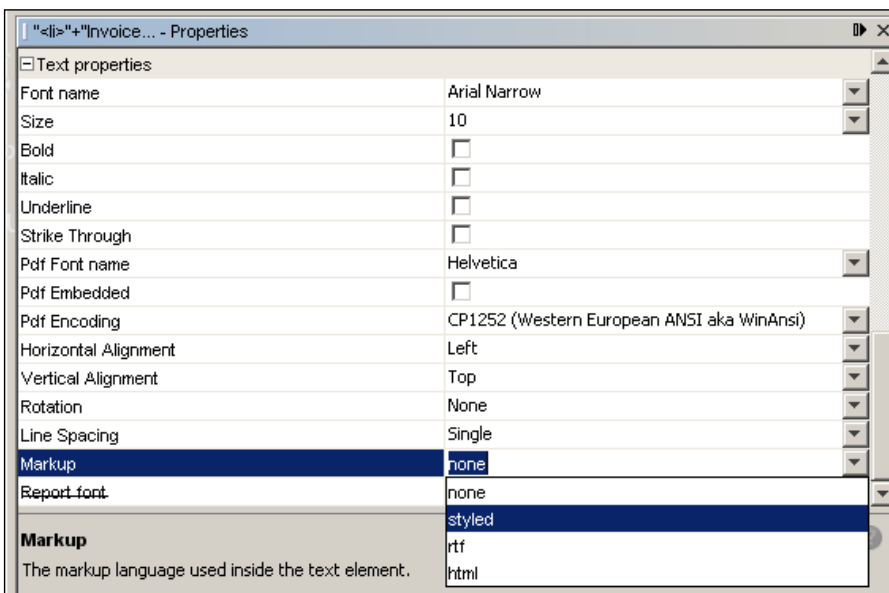 "<li>"+"Invoice... - Properties
Text properties
Font name Arial Narrow
Size 10
Bold
Italic
Underline
Strike Through
Pdf Font name Helvetica
Pdf Embedded
Pdf Encoding CP1252 (Western European ANSI aka WinAnsi)
Horizontal Alignment Left
Vertical Alignment Top
Rotation None
Line Spacing Single
Markup none
Report font none
styled
rtf
html
Markup
The markup language used inside the text element.